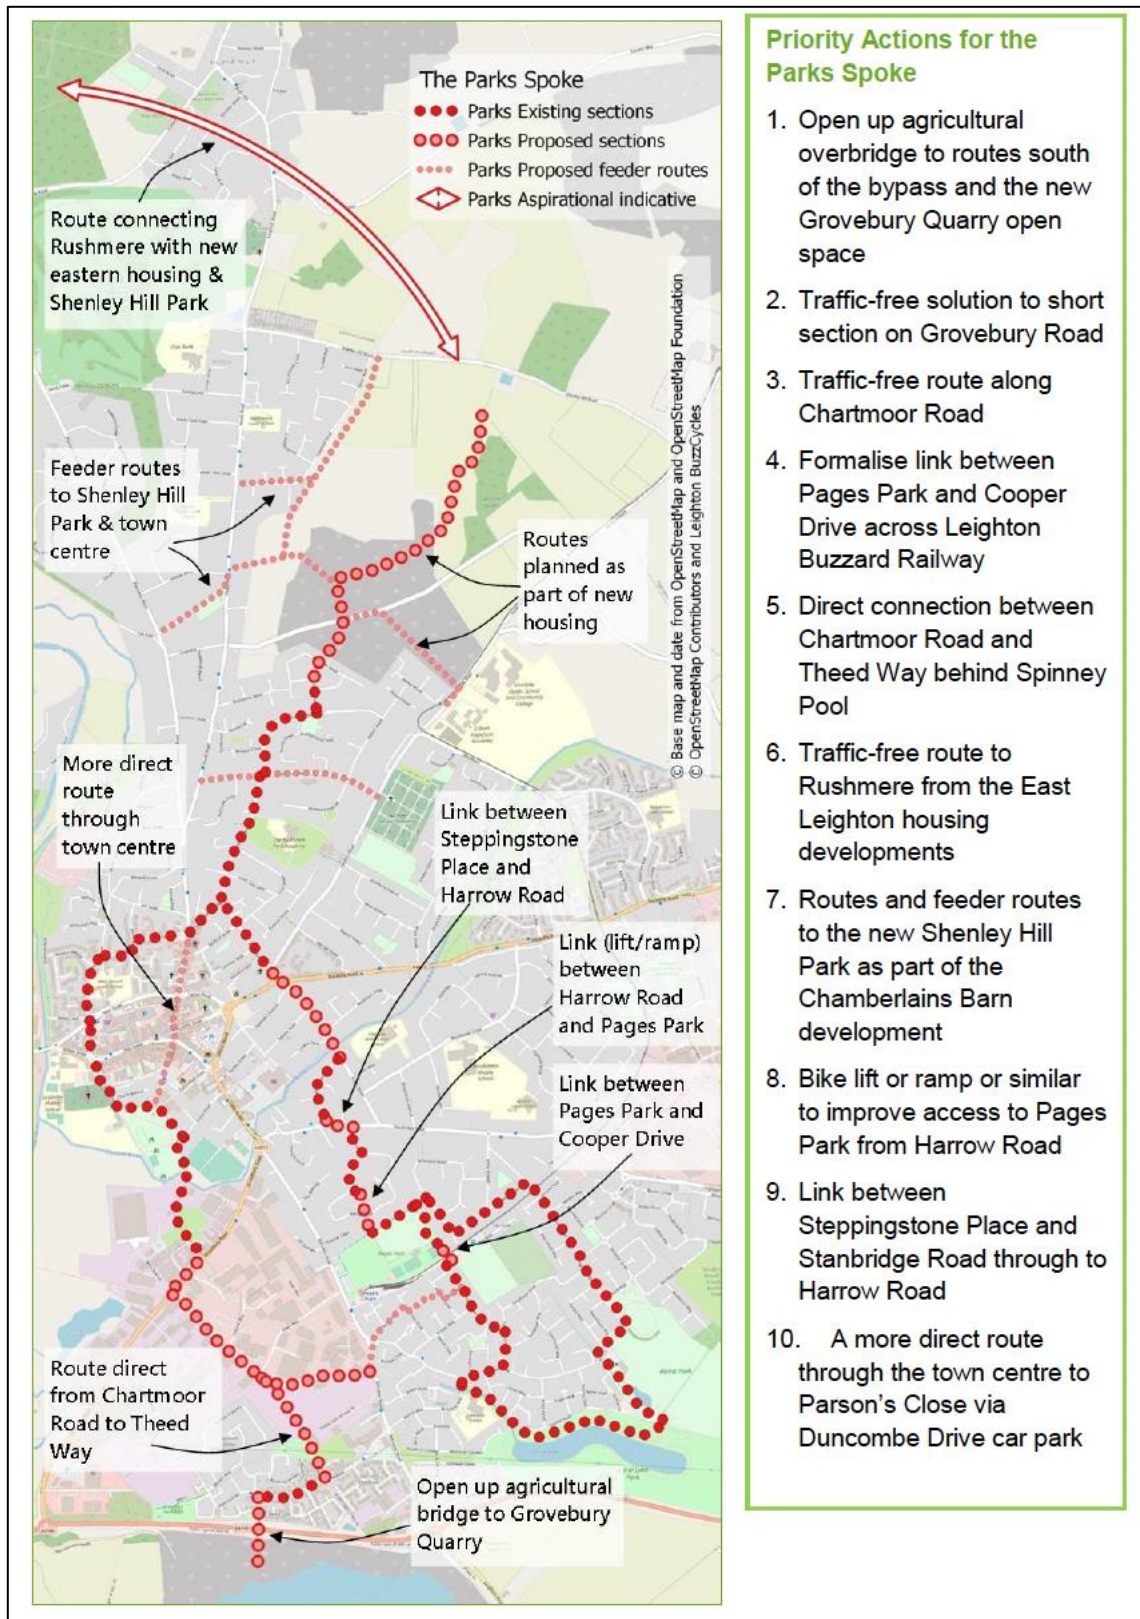 The Parks Spoke
Parks Existing sections
Parks Proposed sections
Parks Proposed feeder routes
Parks Aspirational indicative
Route connecting
Rushmere with new
eastern housing &
Shenley Hill Park
Feeder routes
to Shenley Hill
Park & town
centre
Routes
planned as
part of new
housing
© Base map and date from OpenStreetMap and OpenStreetMap Foundation
© OpenStreetMap Contributors and Leighton BuzzCycles
More direct
route
through
town centre
Link between
Steppingstone
Place and
Harrow Road
Link (lift/ramp)
between
Harrow Road
and Pages Park
Link between
Pages Park and
Cooper Drive
Route direct
from Chartmoor
Road to Theed
Way
Open up agricultural
bridge to Grovebury
Quarry
Priority Actions for the
Parks Spoke
1. Open up agricultural
overbridge to routes south
of the bypass and the new
Grovebury Quarry open
space
2. Traffic-free solution to short
section on Grovebury Road
3. Traffic-free route along
Chartmoor Road
4. Formalise link between
Pages Park and Cooper
Drive across Leighton
Buzzard Railway
5. Direct connection between
Chartmoor Road and
Theed Way behind Spinney
Pool
6. Traffic-free route to
Rushmere from the East
Leighton housing
developments
7. Routes and feeder routes
to the new Shenley Hill
Park as part of the
Chamberlains Barn
development
8. Bike lift or ramp or similar
to improve access to Pages
Park from Harrow Road
9. Link between
Steppingstone Place and
Stanbridge Road through to
Harrow Road
10. A more direct route
through the town centre to
Parson's Close via
Duncombe Drive car park